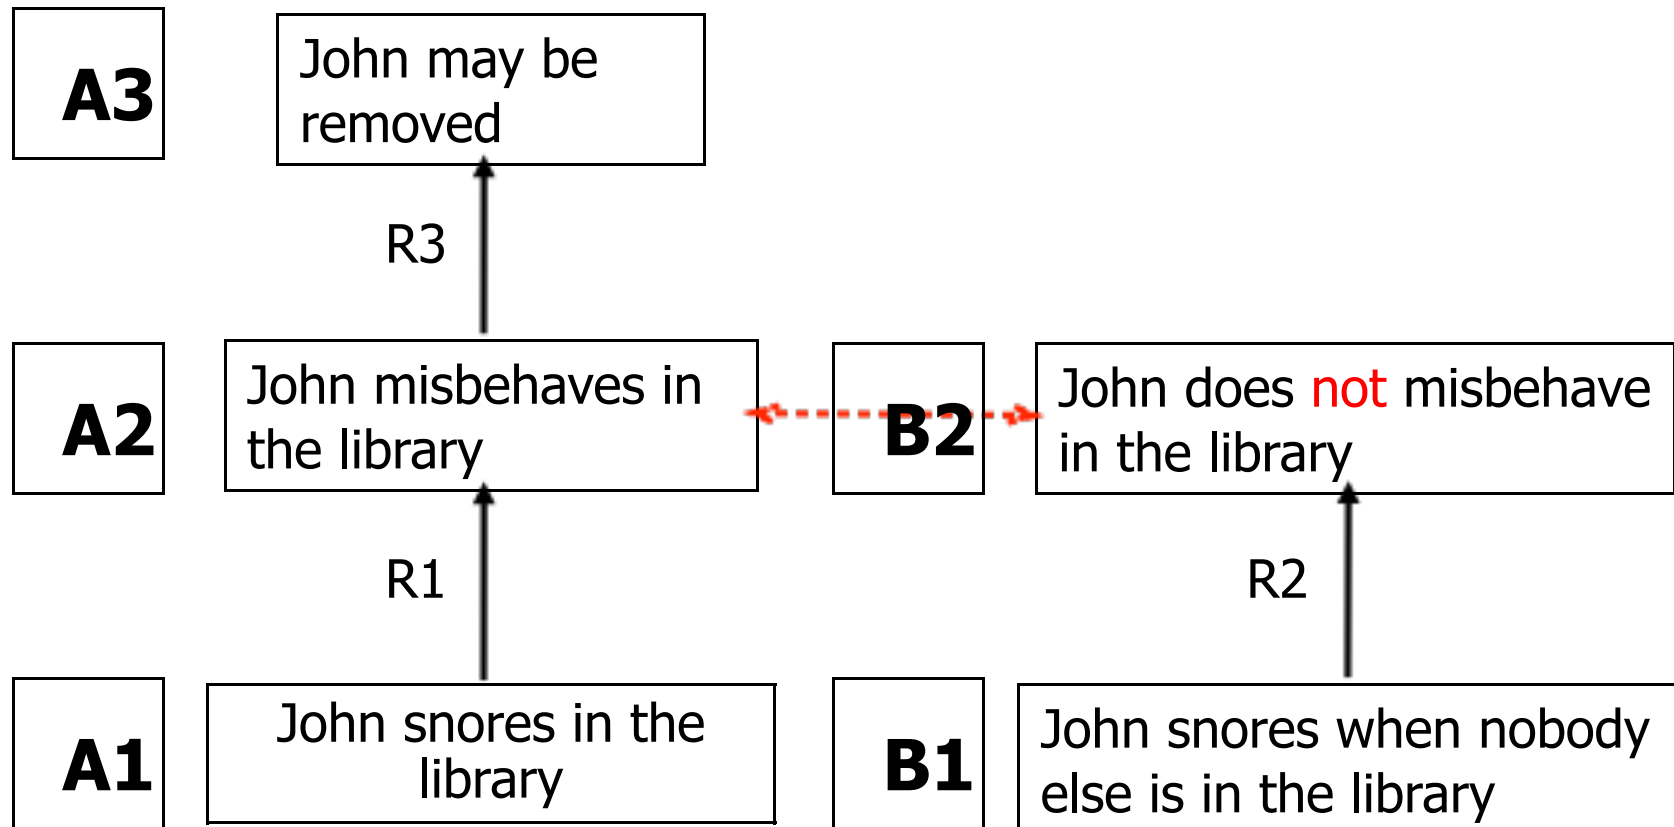 A3
John may be
removed
R3
A2
John misbehaves in
the library
B2
John does not misbehave
in the library
R1
R2
A1
John snores in the
library
B1
John snores when nobody
else is in the library